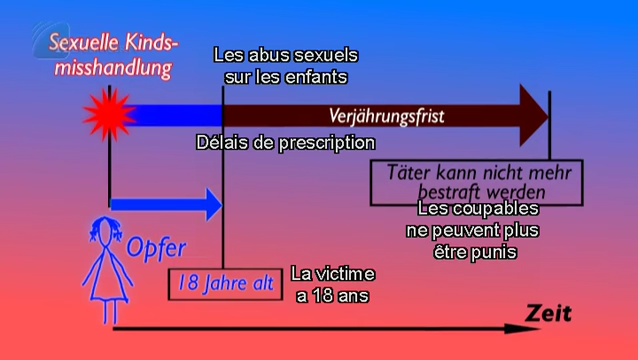 Sexuelle Kinds-
misshandlung
Les abus sexuels
sur les enfants
Verjährungsfrist
Délais de prescription
Täter kann nicht mehr
bestraft werden
Les coupables
ne peuvent plus
être punis
Opfer
18 Jahre alt
La victime
a 18 ans
Zeit